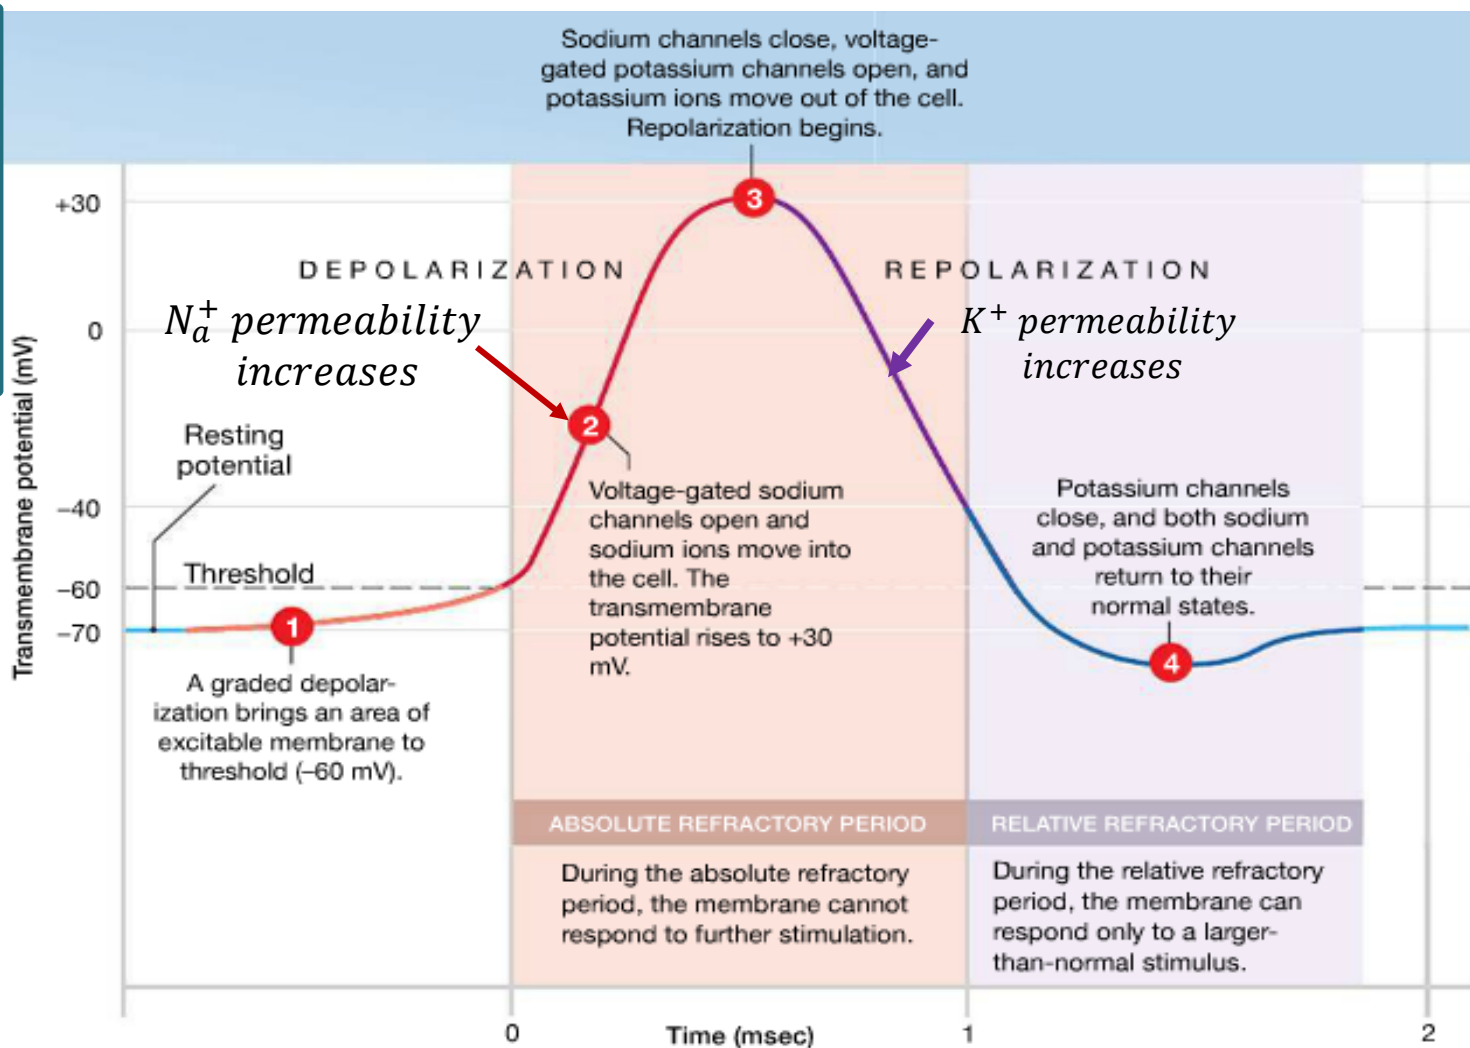 Sodium channels close, voltage-
gated potassium channels open, and
potassium ions move out of the cell.
Repolarization begins.
+30
3
DEPOLARIZATION
REPOLARIZATION
N_a^+ permeability
increases
K^+ permeability
increases
0
Transmembrane potential (mV)
2
Resting
potential
Voltage-gated sodium
channels open and
sodium ions move into
the cell. The
transmembrane
potential rises to +30
mV.
Potassium channels
close, and both sodium
and potassium channels
return to their
normal states.
−40
Threshold
−60
−70
1
4
A graded depolar-
ization brings an area of
excitable membrane to
threshold (−60 mV).
ABSOLUTE REFRACTORY PERIOD
RELATIVE REFRACTORY PERIOD
During the absolute refractory
period, the membrane cannot
respond to further stimulation.
During the relative refractory
period, the membrane can
respond only to a larger-
than-normal stimulus.
0
Time (msec)
1
2